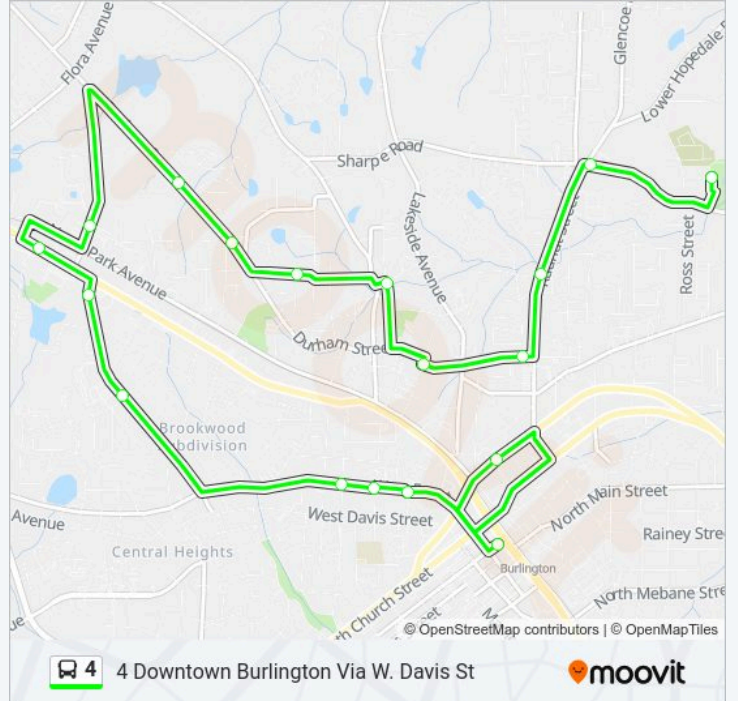 Flora Avenue
Glencoe
Lower Hopedale
Sharpe Road
Lakeside Avenue
Ross Street
Park Avenue
Durham Street
Brookwood
Subdivision
West Davis Street
North Main Street
Avenue
Rainey Stre
Central Heights
Burlington
North Mebane Stre
th Church Street
© OpenStreetMap contributors | © OpenMapTiles
4
4 Downtown Burlington Via W. Davis St
moovit